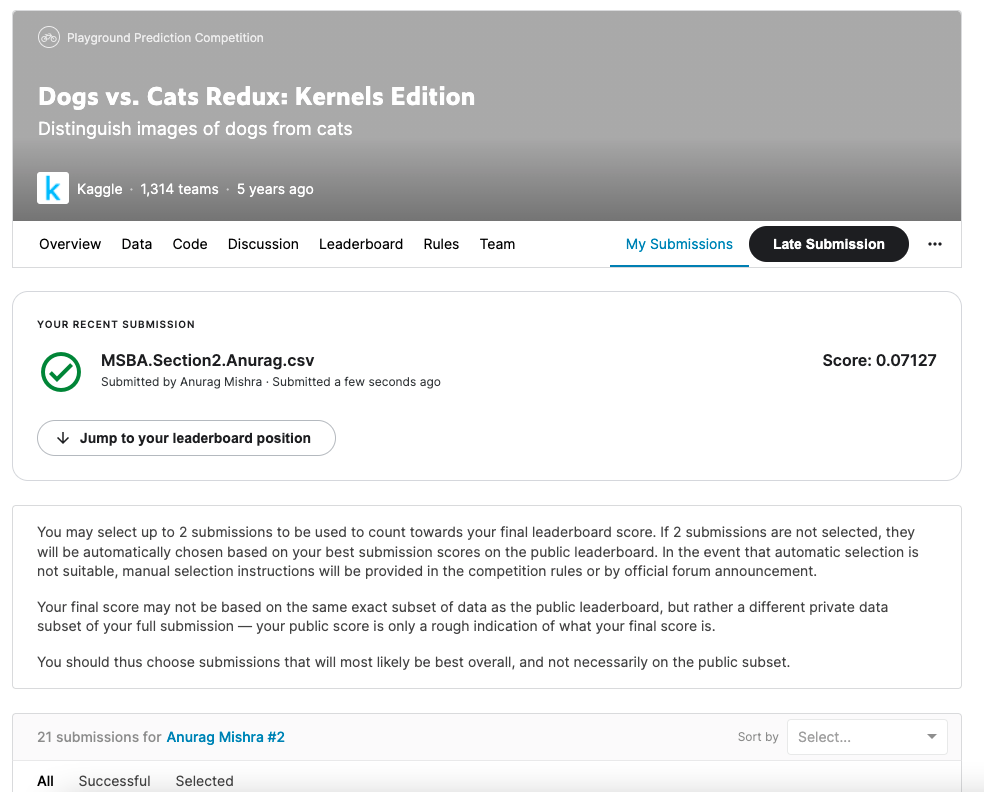 Playground Prediction Competition
Dogs vs. Cats Redux: Kernels Edition
Distinguish images of dogs from cats
k Kaggle · 1,314 teams · 5 years ago
Overview Data Code Discussion Leaderboard Rules Team My Submissions Late Submission ...
YOUR RECENT SUBMISSION
MSBA.Section2.Anurag.csv Score: 0.07127
Submitted by Anurag Mishra · Submitted a few seconds ago
↓ Jump to your leaderboard position
You may select up to 2 submissions to be used to count towards your final leaderboard score. If 2 submissions are not selected, they
will be automatically chosen based on your best submission scores on the public leaderboard. In the event that automatic selection is
not suitable, manual selection instructions will be provided in the competition rules or by official forum announcement.
Your final score may not be based on the same exact subset of data as the public leaderboard, but rather a different private data
subset of your full submission — your public score is only a rough indication of what your final score is.
You should thus choose submissions that will most likely be best overall, and not necessarily on the public subset.
21 submissions for Anurag Mishra #2 Sort by Select...
All Successful Selected